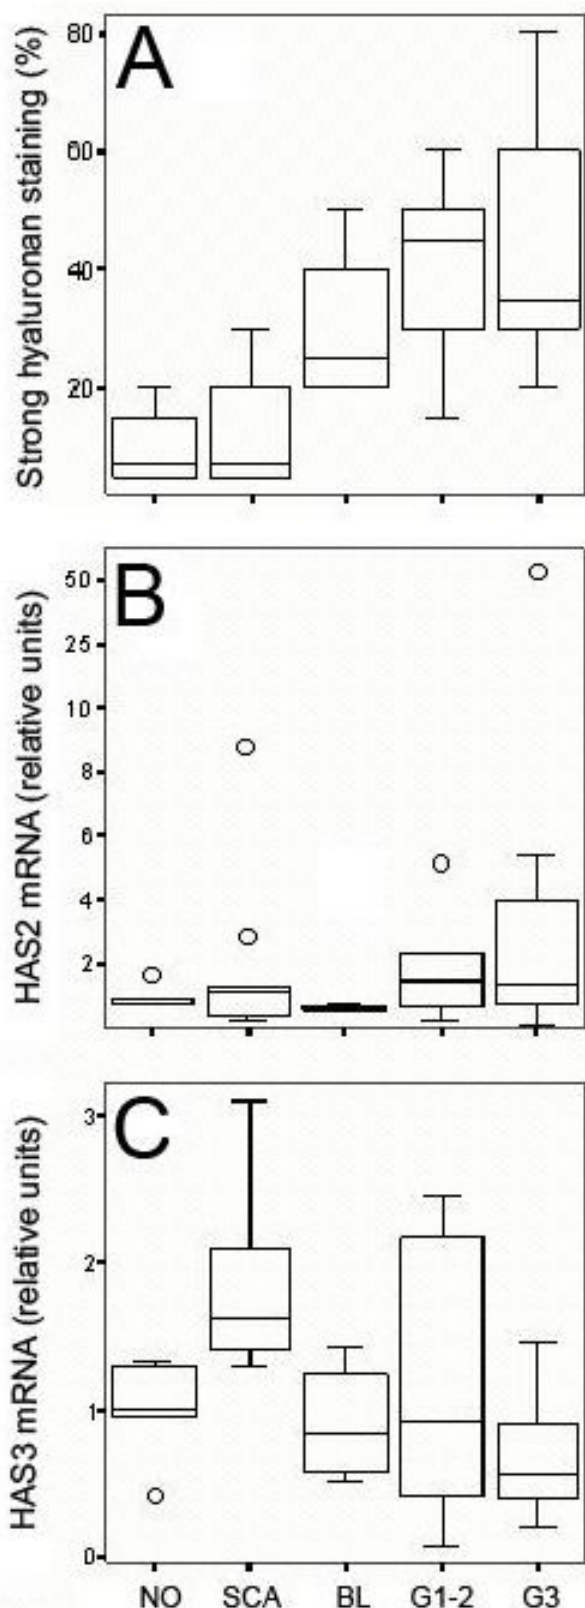 A
Strong hyaluronan staining (%)
80
60
40
20
B
HAS2 mRNA (relative units)
50
25
10
8
6
4
2
C
HAS3 mRNA (relative units)
3
2
1
0
NO SCA BL G1-2 G3